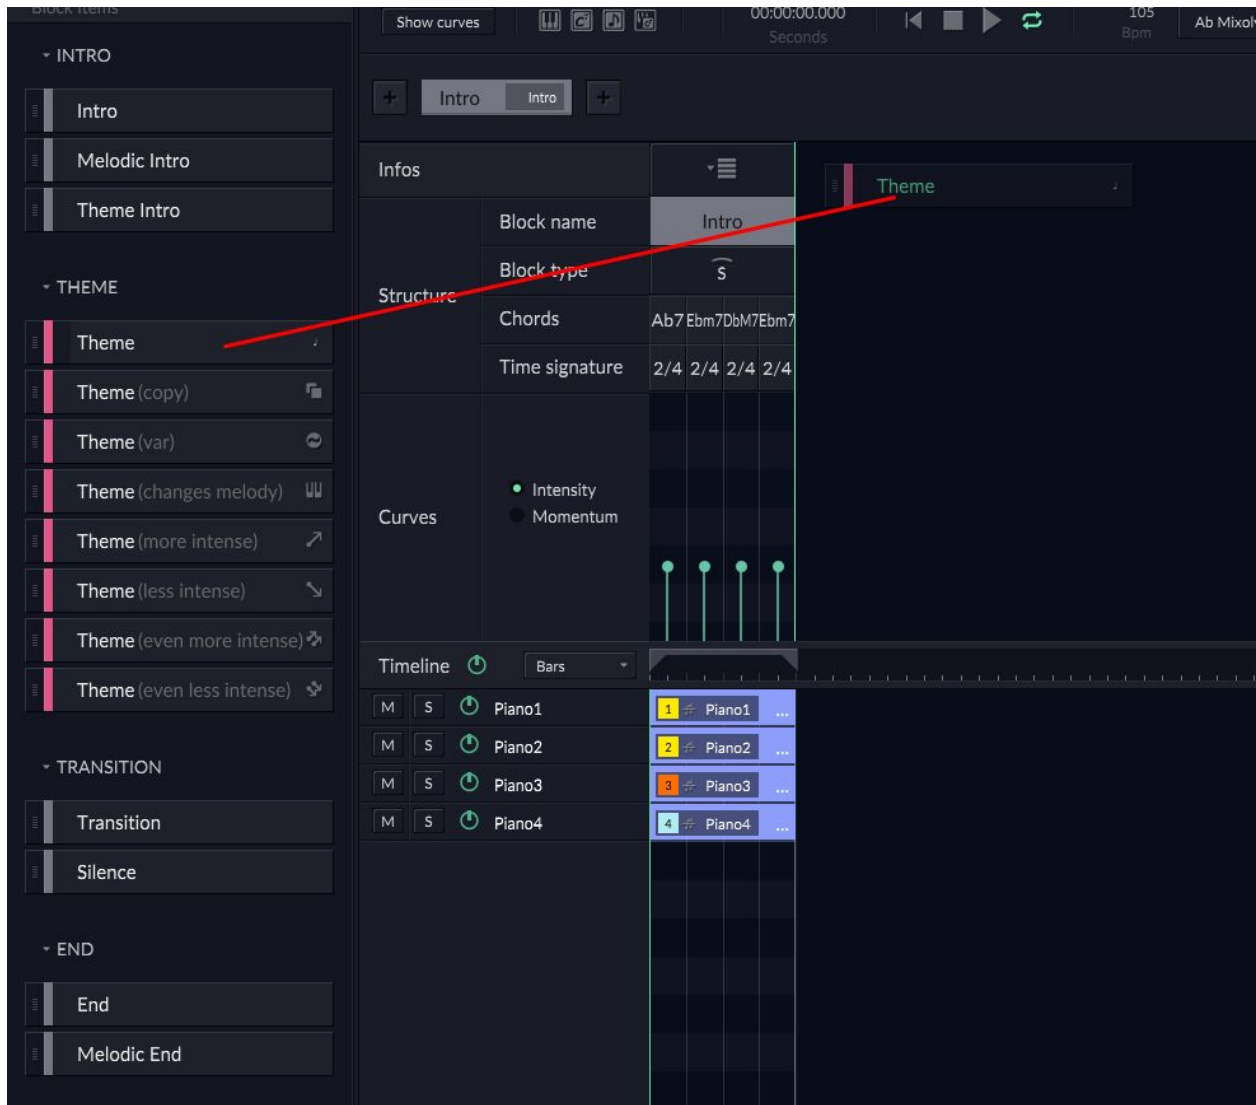 Block Items
INTRO
Intro
Melodic Intro
Theme Intro
THEME
Theme
Theme (copy)
Theme (var)
Theme (changes melody)
Theme (more intense)
Theme (less intense)
Theme (even more intense)
Theme (even less intense)
TRANSITION
Transition
Silence
END
End
Melodic End
Show curves
00:00:00.000
Seconds
105
Bpm
Ab Mixoly
+ Intro Intro +
Infos
Theme
Structure
Block name Intro
Block type S
Chords Ab7 Ebm7 DbM7 Ebm7
Time signature 2/4 2/4 2/4 2/4
Curves
Intensity
Momentum
Timeline Bars
M S Piano1 1 Piano1 ...
M S Piano2 2 Piano2 ...
M S Piano3 3 Piano3 ...
M S Piano4 4 Piano4 ...